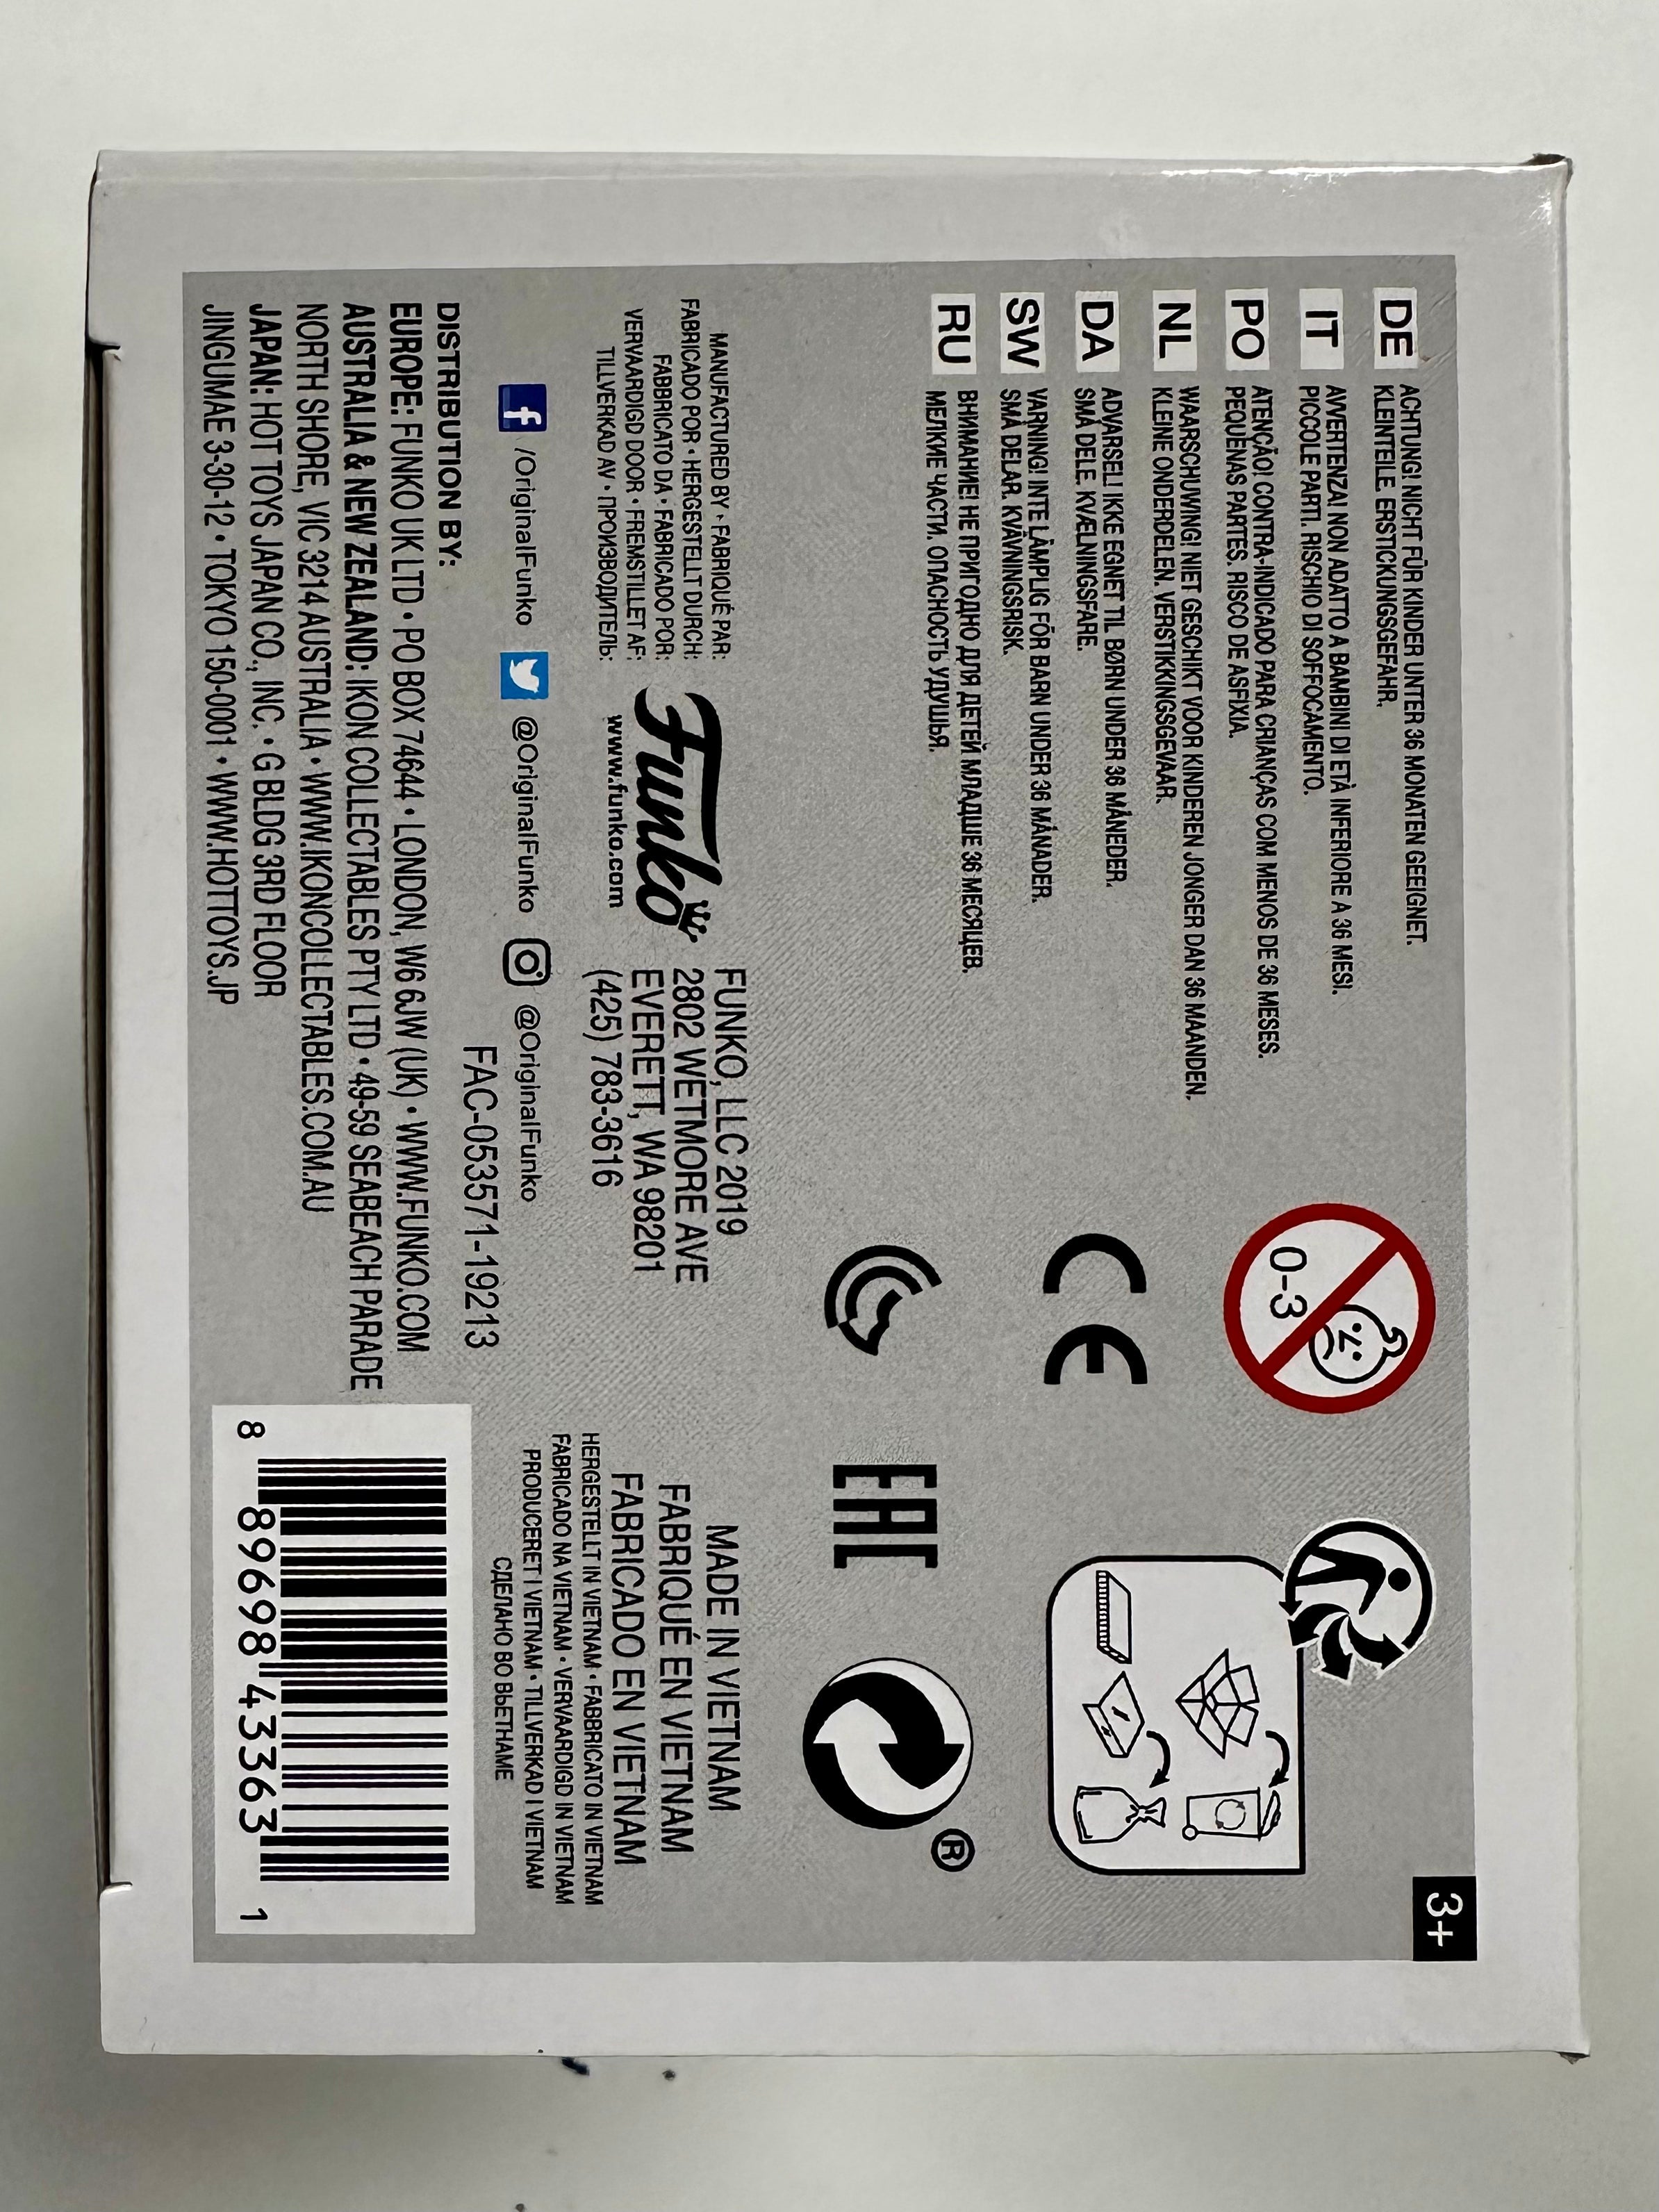 3+
DE
ACHTUNG! NICHT FÜR KINDER UNTER 36 MONATEN GEEIGNET.
KLEINTEILE. ERSTICKUNGSGEFAHR.
IT
AVVERTENZA! NON ADATTO A BAMBINI DI ETÀ INFERIORE A 36 MESI.
PICCOLE PARTI. RISCHIO DI SOFFOCAMENTO.
PO
ATENÇÃO! CONTRA-INDICADO PARA CRIANÇAS COM MENOS DE 36 MESES.
PEQUENAS PARTES. RISCO DE ASFIXIA.
NL
WAARSCHUWING! NIET GESCHIKT VOOR KINDEREN JONGER DAN 36 MAANDEN.
KLEINE ONDERDELEN. VERSTIKKINGSGEVAAR.
DA
ADVARSEL! IKKE EGNET TIL BØRN UNDER 36 MÅNEDER.
SMÅ DELE. KVÆLNINGSFARE.
SW
VARNING! INTE LÄMPLIG FÖR BARN UNDER 36 MÅNADER.
SMÅ DELAR. KVÄVNINGSRISK.
RU
ВНИМАНИЕ! НЕ ПРИГОДНО ДЛЯ ДЕТЕЙ МЛАДШЕ 36 МЕСЯЦЕВ.
МЕЛКИЕ ЧАСТИ. ОПАСНОСТЬ УДУШЬЯ.
0-3
CE
EAC
®
MANUFACTURED BY • FABRIQUÉ PAR:
FABRICADO POR • HERGESTELLT DURCH:
FABBRICATO DA • FABRICADO POR:
VERVAARDIGD DOOR • FREMSTILLET AF:
TILLVERKAD AV • ПРОИЗВОДИТЕЛЬ:
Funko
www.funko.com
FUNKO, LLC 2019
2802 WETMORE AVE
EVERETT, WA 98201
(425) 783-3616
MADE IN VIETNAM
FABRIQUÉ EN VIETNAM
FABRICADO EN VIETNAM
HERGESTELLT IN VIETNAM • FABBRICATO IN VIETNAM
FABRICADO NA VIETNAM • VERVAARDIGD IN VIETNAM
PRODUCERET I VIETNAM • TILLVERKAD I VIETNAM
СДЕЛАНО ВО ВЬЕТНАМЕ
f /OriginalFunko @OriginalFunko @OriginalFunko
FAC-053571-19213
DISTRIBUTION BY:
EUROPE: FUNKO UK LTD • PO BOX 74644 • LONDON, W6 6JW (UK) • WWW.FUNKO.COM
AUSTRALIA & NEW ZEALAND: IKON COLLECTABLES PTY LTD • 49-59 SEABEACH PARADE
NORTH SHORE, VIC 3214 AUSTRALIA • WWW.IKONCOLLECTABLES.COM.AU
JAPAN: HOT TOYS JAPAN CO., INC. • G BLDG 3RD FLOOR
JINGUMAE 3-30-12 • TOKYO 150-0001 • WWW.HOTTOYS.JP
8 89698 43363 1